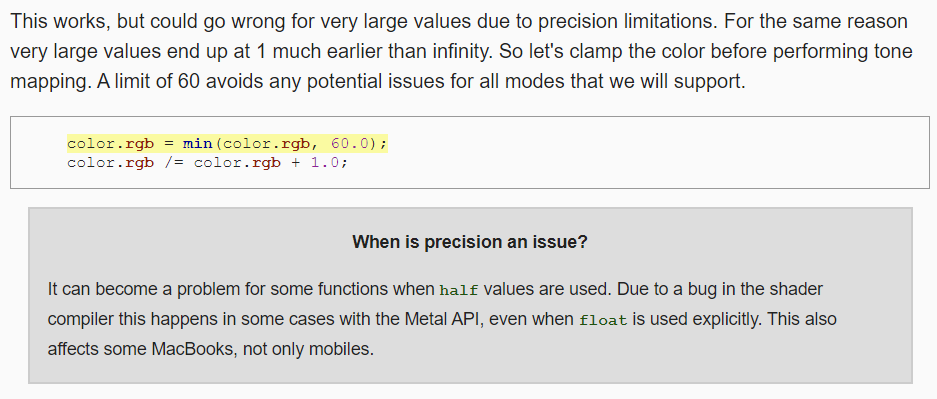 This works, but could go wrong for very large values due to precision limitations. For the same reason
very large values end up at 1 much earlier than infinity. So let's clamp the color before performing tone
mapping. A limit of 60 avoids any potential issues for all modes that we will support.
color.rgb = min(color.rgb, 60.0);
color.rgb /= color.rgb + 1.0;
When is precision an issue?
It can become a problem for some functions when half values are used. Due to a bug in the shader
compiler this happens in some cases with the Metal API, even when float is used explicitly. This also
affects some MacBooks, not only mobiles.